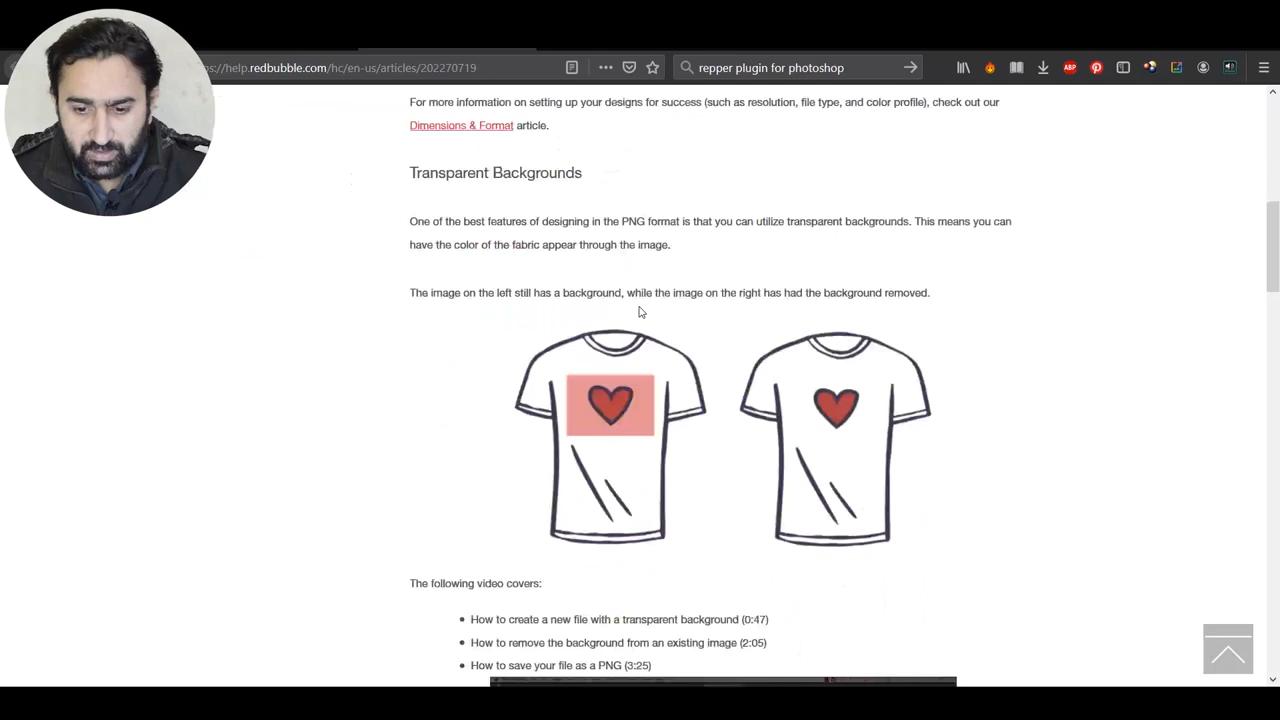 https://help.redbubble.com/hc/en-us/articles/202270719
repper plugin for photoshop
ABP
For more information on setting up your designs for success (such as resolution, file type, and color profile), check out our
Dimensions & Format article.
Transparent Backgrounds
One of the best features of designing in the PNG format is that you can utilize transparent backgrounds. This means you can
have the color of the fabric appear through the image.
The image on the left still has a background, while the image on the right has had the background removed.
The following video covers:
• How to create a new file with a transparent background (0:47)
• How to remove the background from an existing image (2:05)
• How to save your file as a PNG (3:25)